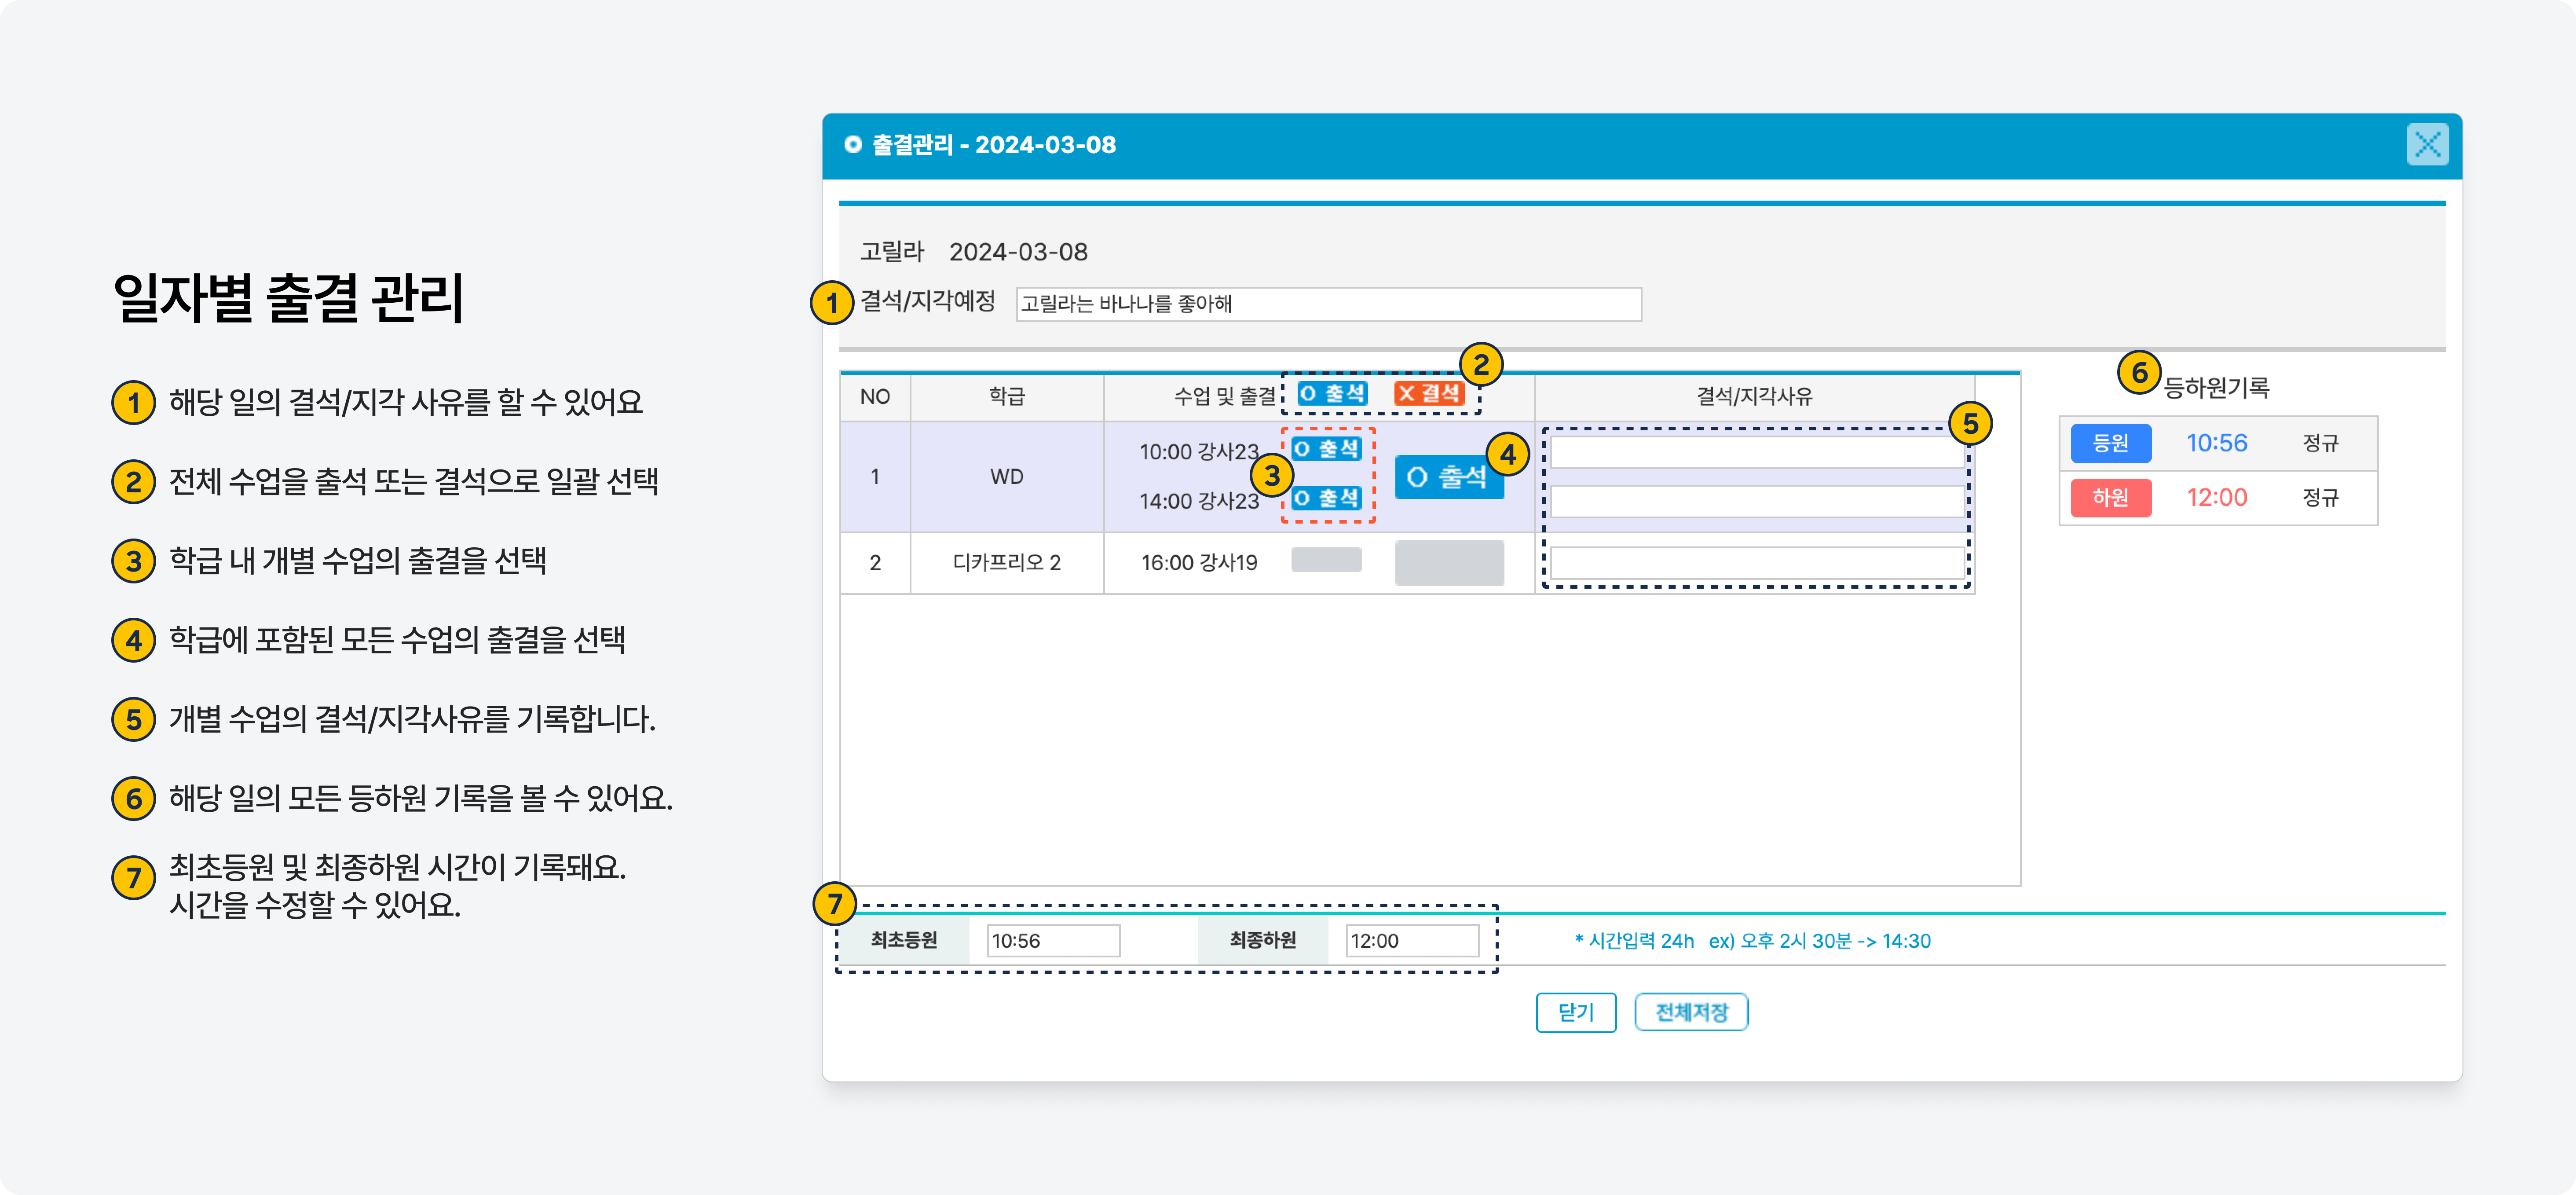 일자별 출결 관리
1 해당 일의 결석/지각 사유를 할 수 있어요
2 전체 수업을 출석 또는 결석으로 일괄 선택
3 학급 내 개별 수업의 출결을 선택
4 학급에 포함된 모든 수업의 출결을 선택
5 개별 수업의 결석/지각사유를 기록합니다.
6 해당 일의 모든 등하원 기록을 볼 수 있어요.
7 최초등원 및 최종하원 시간이 기록돼요.
시간을 수정할 수 있어요.
출결관리 - 2024-03-08
고릴라 2024-03-08
1 결석/지각예정 고릴라는 바나나를 좋아해
2
NO 학급 수업 및 출결 O 출석 X 결석 결석/지각사유
5
1 WD 10:00 강사23 O 출석
3 O 출석 4
14:00 강사23 O 출석
2 디카프리오 2 16:00 강사19
6 등하원기록
등원 10:56 정규
하원 12:00 정규
7
최초등원 10:56 최종하원 12:00 * 시간입력 24h ex) 오후 2시 30분 -> 14:30
닫기 전체저장